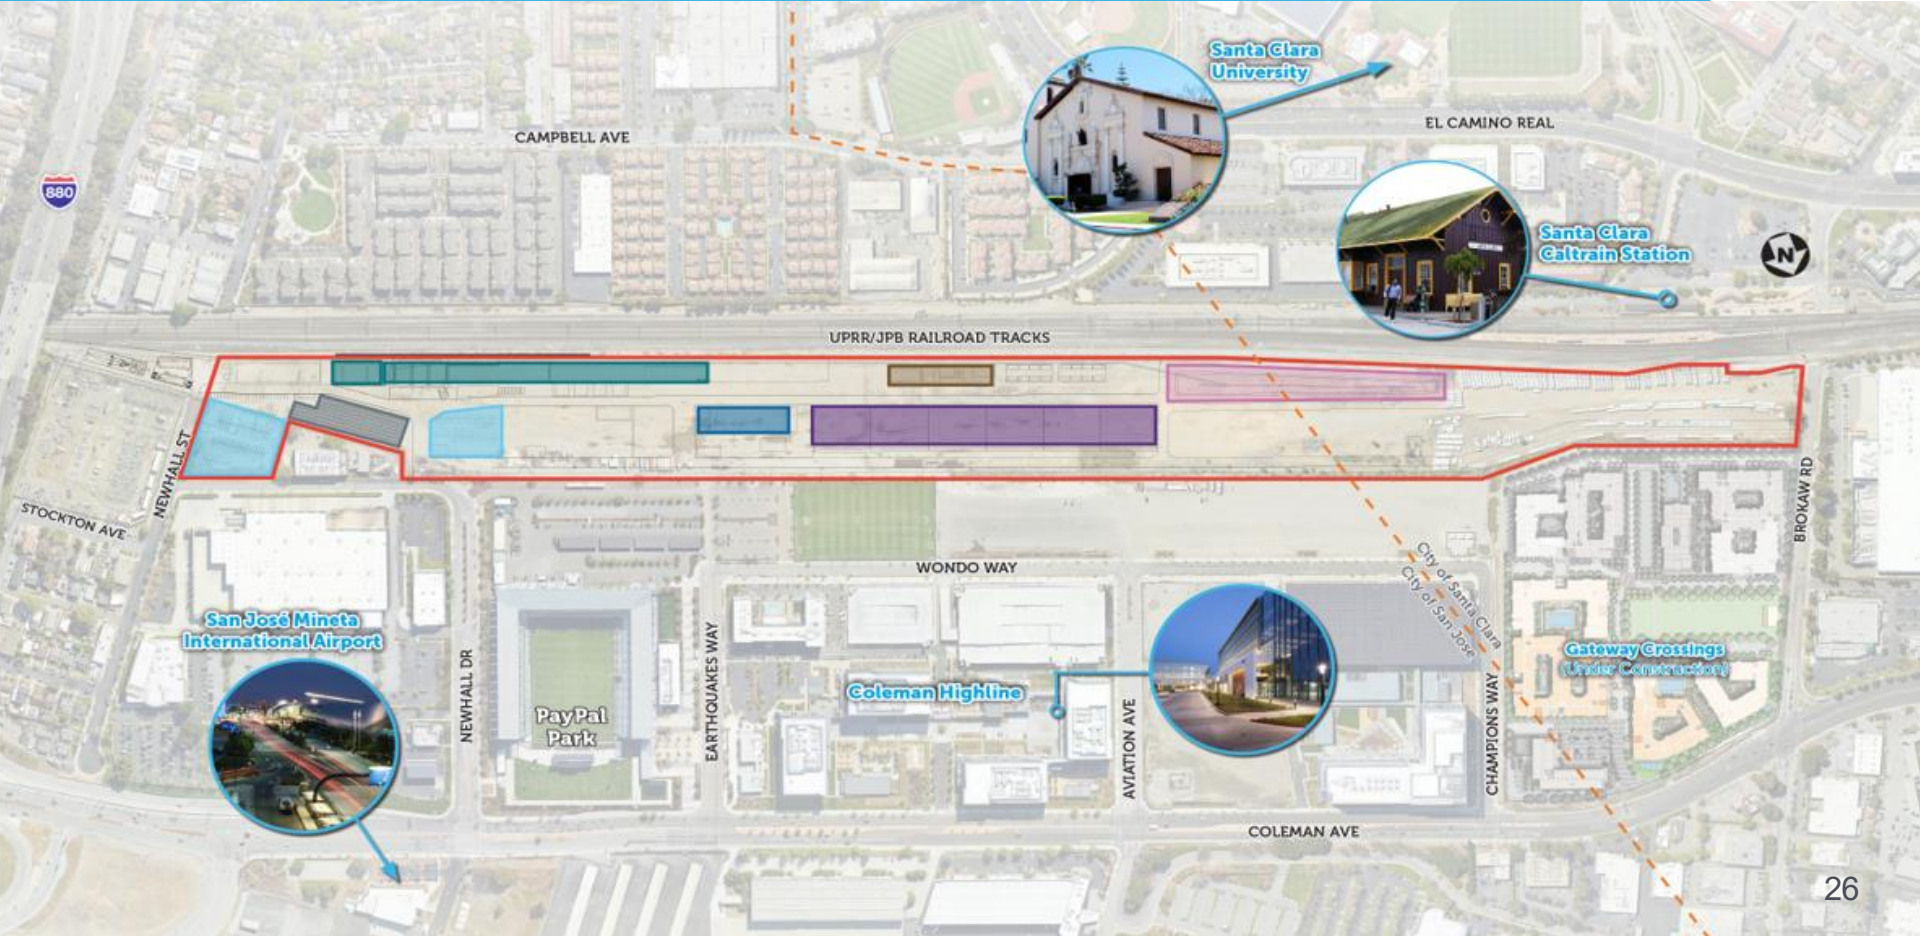 Santa Clara
University
CAMPBELL AVE
EL CAMINO REAL
880
Santa Clara
Caltrain Station
N
UPRR/JPB RAILROAD TRACKS
NEWHALL ST
STOCKTON AVE
BROKAW RD
WONDO WAY
City of Santa Clara
City of San Jose
San José Mineta
International Airport
Gateway Crossings
(Under Construction)
NEWHALL DR
EARTHQUAKES WAY
Coleman Highline
PayPal
Park
AVIATION AVE
CHAMPIONS WAY
COLEMAN AVE
26